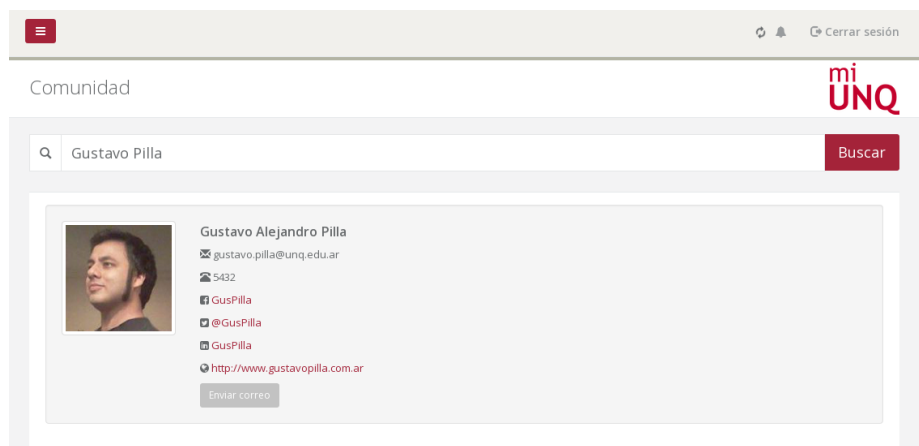 Cerrar sesión
Comunidad
mi
UNQ
Gustavo Pilla
Buscar
Gustavo Alejandro Pilla
gustavo.pilla@unq.edu.ar
5432
GusPilla
@GusPilla
GusPilla
http://www.gustavopilla.com.ar
Enviar correo